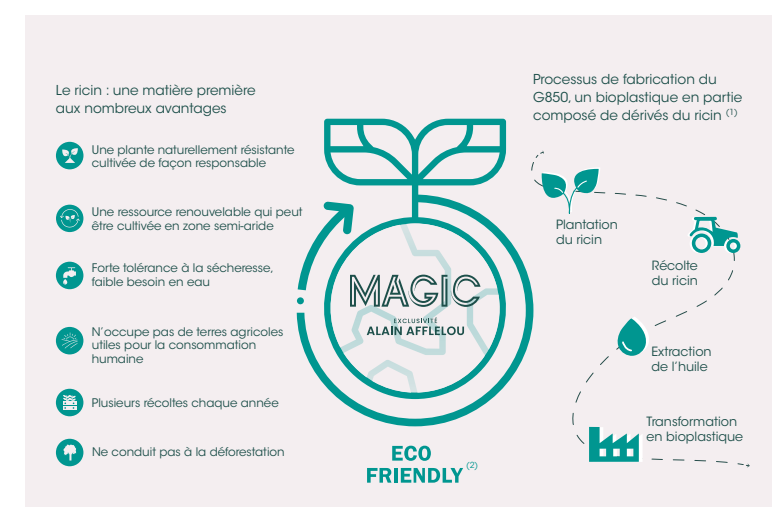 Le ricin : une matière première
aux nombreux avantages
Une plante naturellement résistante
cultivée de façon responsable
Une ressource renouvelable qui peut
être cultivée en zone semi-aride
Forte tolérance à la sécheresse,
faible besoin en eau
N'occupe pas de terres agricoles
utiles pour la consommation
humaine
Plusieurs récoltes chaque année
Ne conduit pas à la déforestation
MAGIC
EXCLUSIVITÉ
ALAIN AFFLELOU
ECO
FRIENDLY (2)
Processus de fabrication du
G850, un bioplastique en partie
composé de dérivés du ricin (1)
Plantation
du ricin
Récolte
du ricin
Extraction
de l'huile
Transformation
en bioplastique